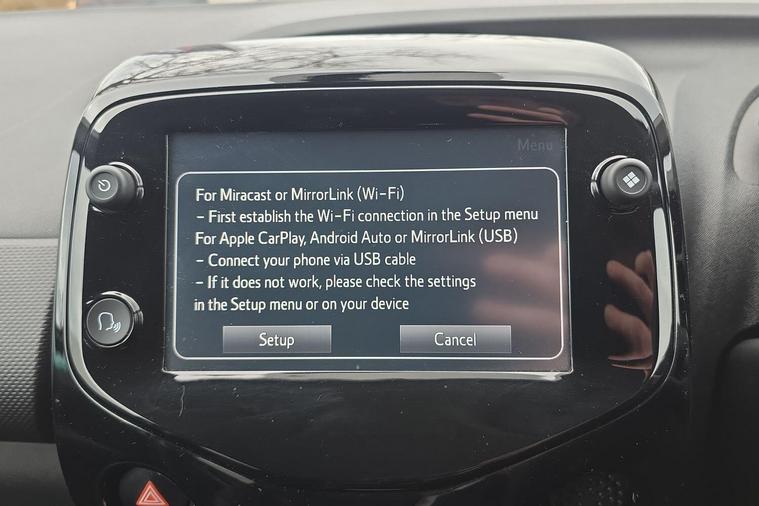 Menu
For Miracast or MirrorLink (Wi-Fi)
- First establish the Wi-Fi connection in the Setup menu
For Apple CarPlay, Android Auto or MirrorLink (USB)
- Connect your phone via USB cable
- If it does not work, please check the settings
in the Setup menu or on your device
Setup
Cancel